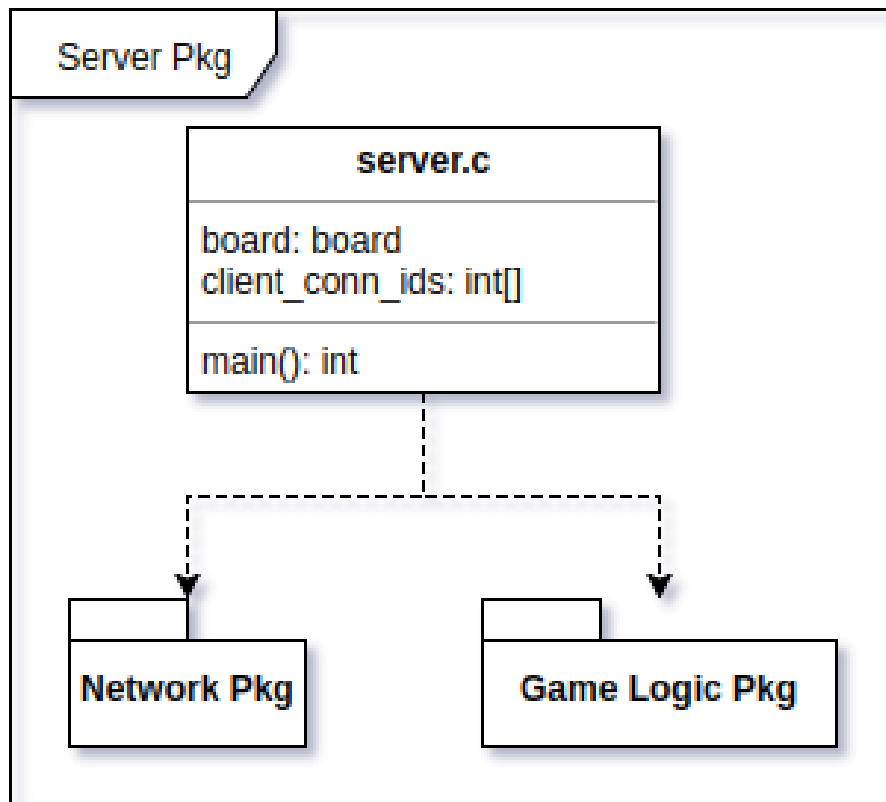 Server Pkg
server.c
board: board
client_conn_ids: int[]
main(): int
Network Pkg
Game Logic Pkg